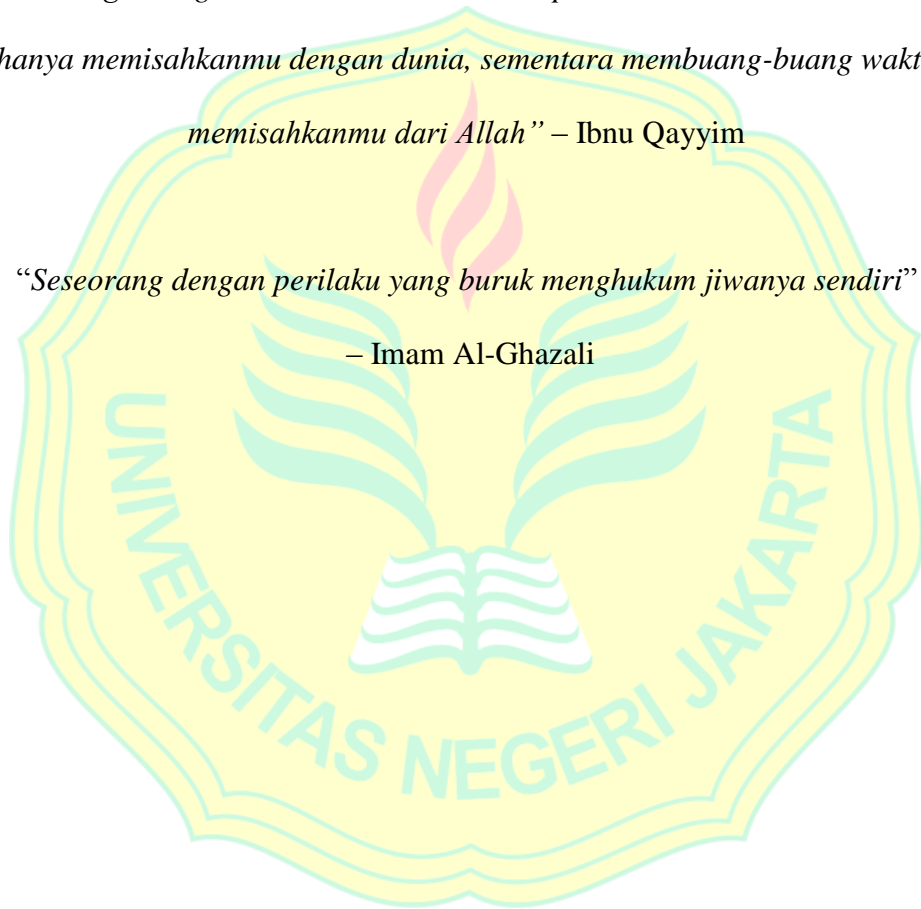 hanya memisahkanmu dengan dunia, sementara membuang-buang wakt
memisahkanmu dari Allah” – Ibnu Qayyim
“Seseorang dengan perilaku yang buruk menghukum jiwanya sendiri”
– Imam Al-Ghazali
UNIVERSITAS NEGERI JAKARTA